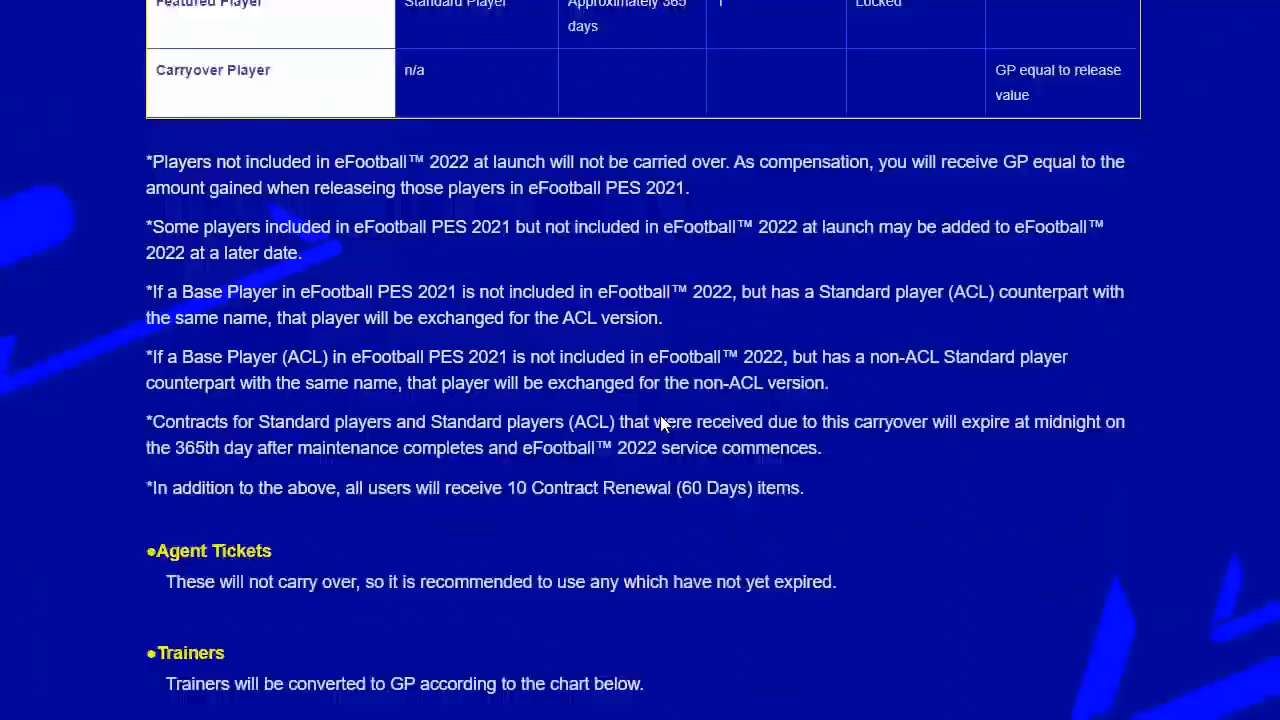 Featured Player Standard Player Approximately 365 1 Locked
days
Carryover Player n/a GP equal to release
value
*Players not included in eFootball™ 2022 at launch will not be carried over. As compensation, you will receive GP equal to the
amount gained when releaseing those players in eFootball PES 2021.
*Some players included in eFootball PES 2021 but not included in eFootball™ 2022 at launch may be added to eFootball™
2022 at a later date.
*If a Base Player in eFootball PES 2021 is not included in eFootball™ 2022, but has a Standard player (ACL) counterpart with
the same name, that player will be exchanged for the ACL version.
*If a Base Player (ACL) in eFootball PES 2021 is not included in eFootball™ 2022, but has a non-ACL Standard player
counterpart with the same name, that player will be exchanged for the non-ACL version.
*Contracts for Standard players and Standard players (ACL) that were received due to this carryover will expire at midnight on
the 365th day after maintenance completes and eFootball™ 2022 service commences.
*In addition to the above, all users will receive 10 Contract Renewal (60 Days) items.
●Agent Tickets
These will not carry over, so it is recommended to use any which have not yet expired.
●Trainers
Trainers will be converted to GP according to the chart below.